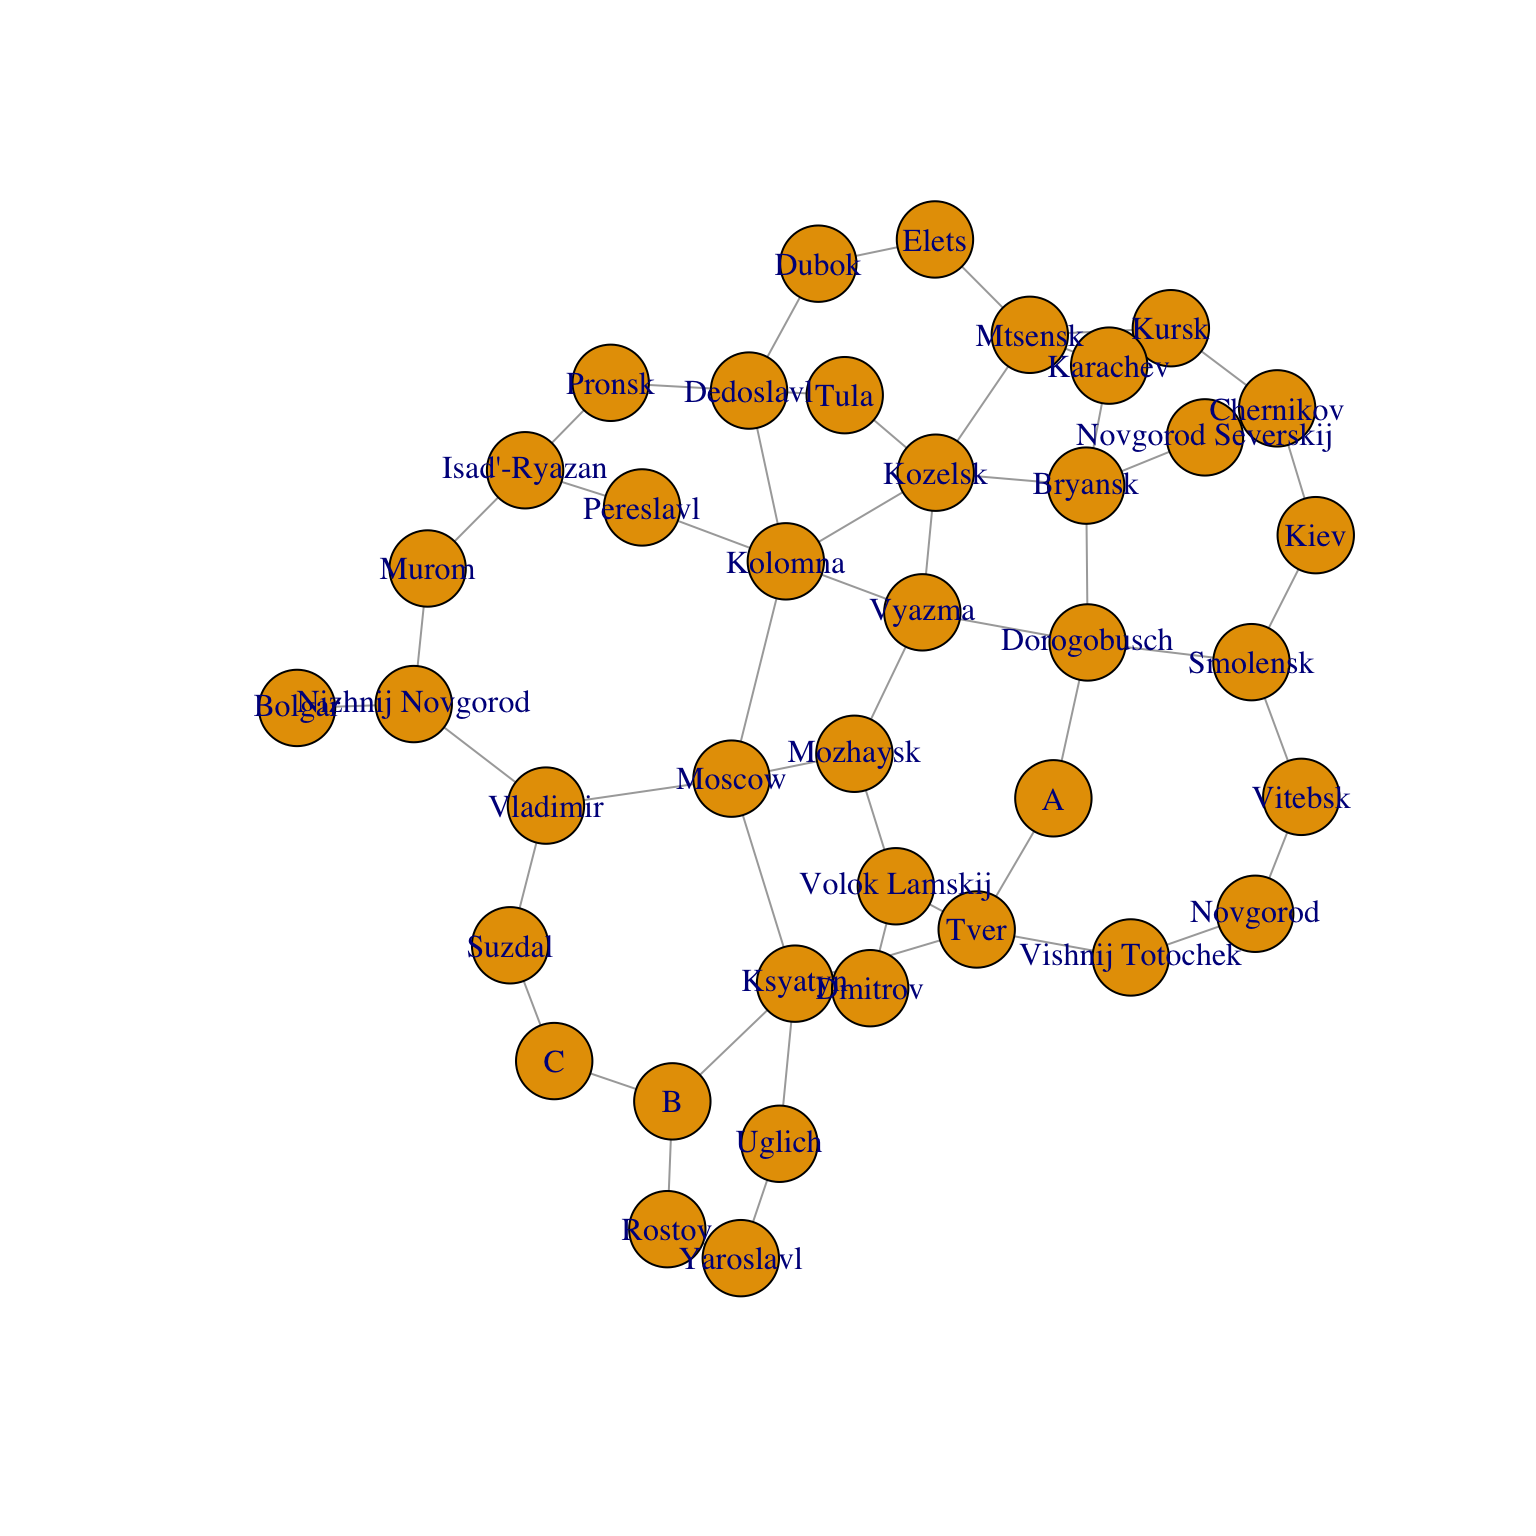 Elets
Dubok
Mtsensk
Kursk
Karachev
Pronsk
Dedoslavl
Tula
Chernikov
Novgorod Severskij
Isad'-Ryazan
Kozelsk
Bryansk
Pereslavl
Kiev
Kolomna
Murom
Vyazma
Dorogobusch
Smolensk
Bolgar
Nizhnij Novgorod
Mozhaysk
Moscow
Vladimir
A
Vitebsk
Volok Lamskij
Novgorod
Tver
Suzdal
Vishnij Totochek
Ksyatyn
Dmitrov
C
B
Uglich
Rostov
Yaroslavl